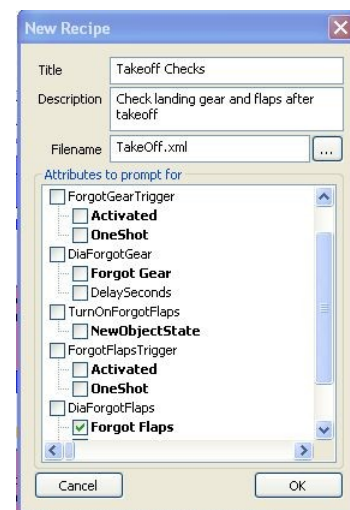 New Recipe
Title Takeoff Checks
Description Check landing gear and flaps after
takeoff
Filename TakeOff.xml ...
Attributes to prompt for
ForgotGearTrigger
Activated
OneShot
DiaForgotGear
Forgot Gear
DelaySeconds
TurnOnForgotFlaps
NewObjectState
ForgotFlapsTrigger
Activated
OneShot
DiaForgotFlaps
Forgot Flaps
Cancel OK